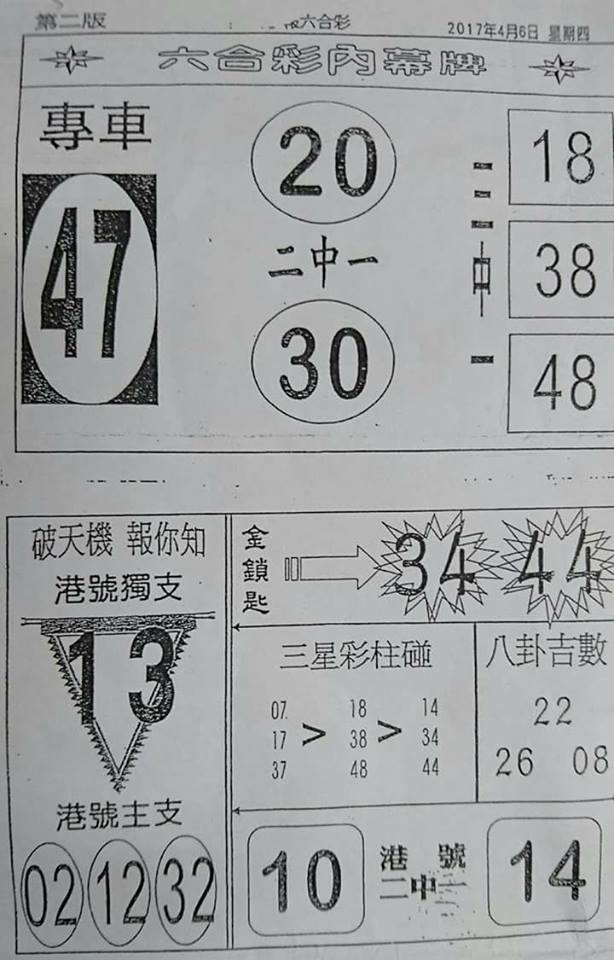 第二版
六合彩
2017年4月6日 星期四
六合彩內幕牌
專車
47
20
二中一
30
三中一
18
38
48
破天機 報你知
港號獨支
13
港號主支
02 12 32
金鎖匙
34 44
三星彩柱碰
07 18 14
17 > 38 > 34
37 48 44
八卦吉數
22
26 08
10
港號
二中一
14